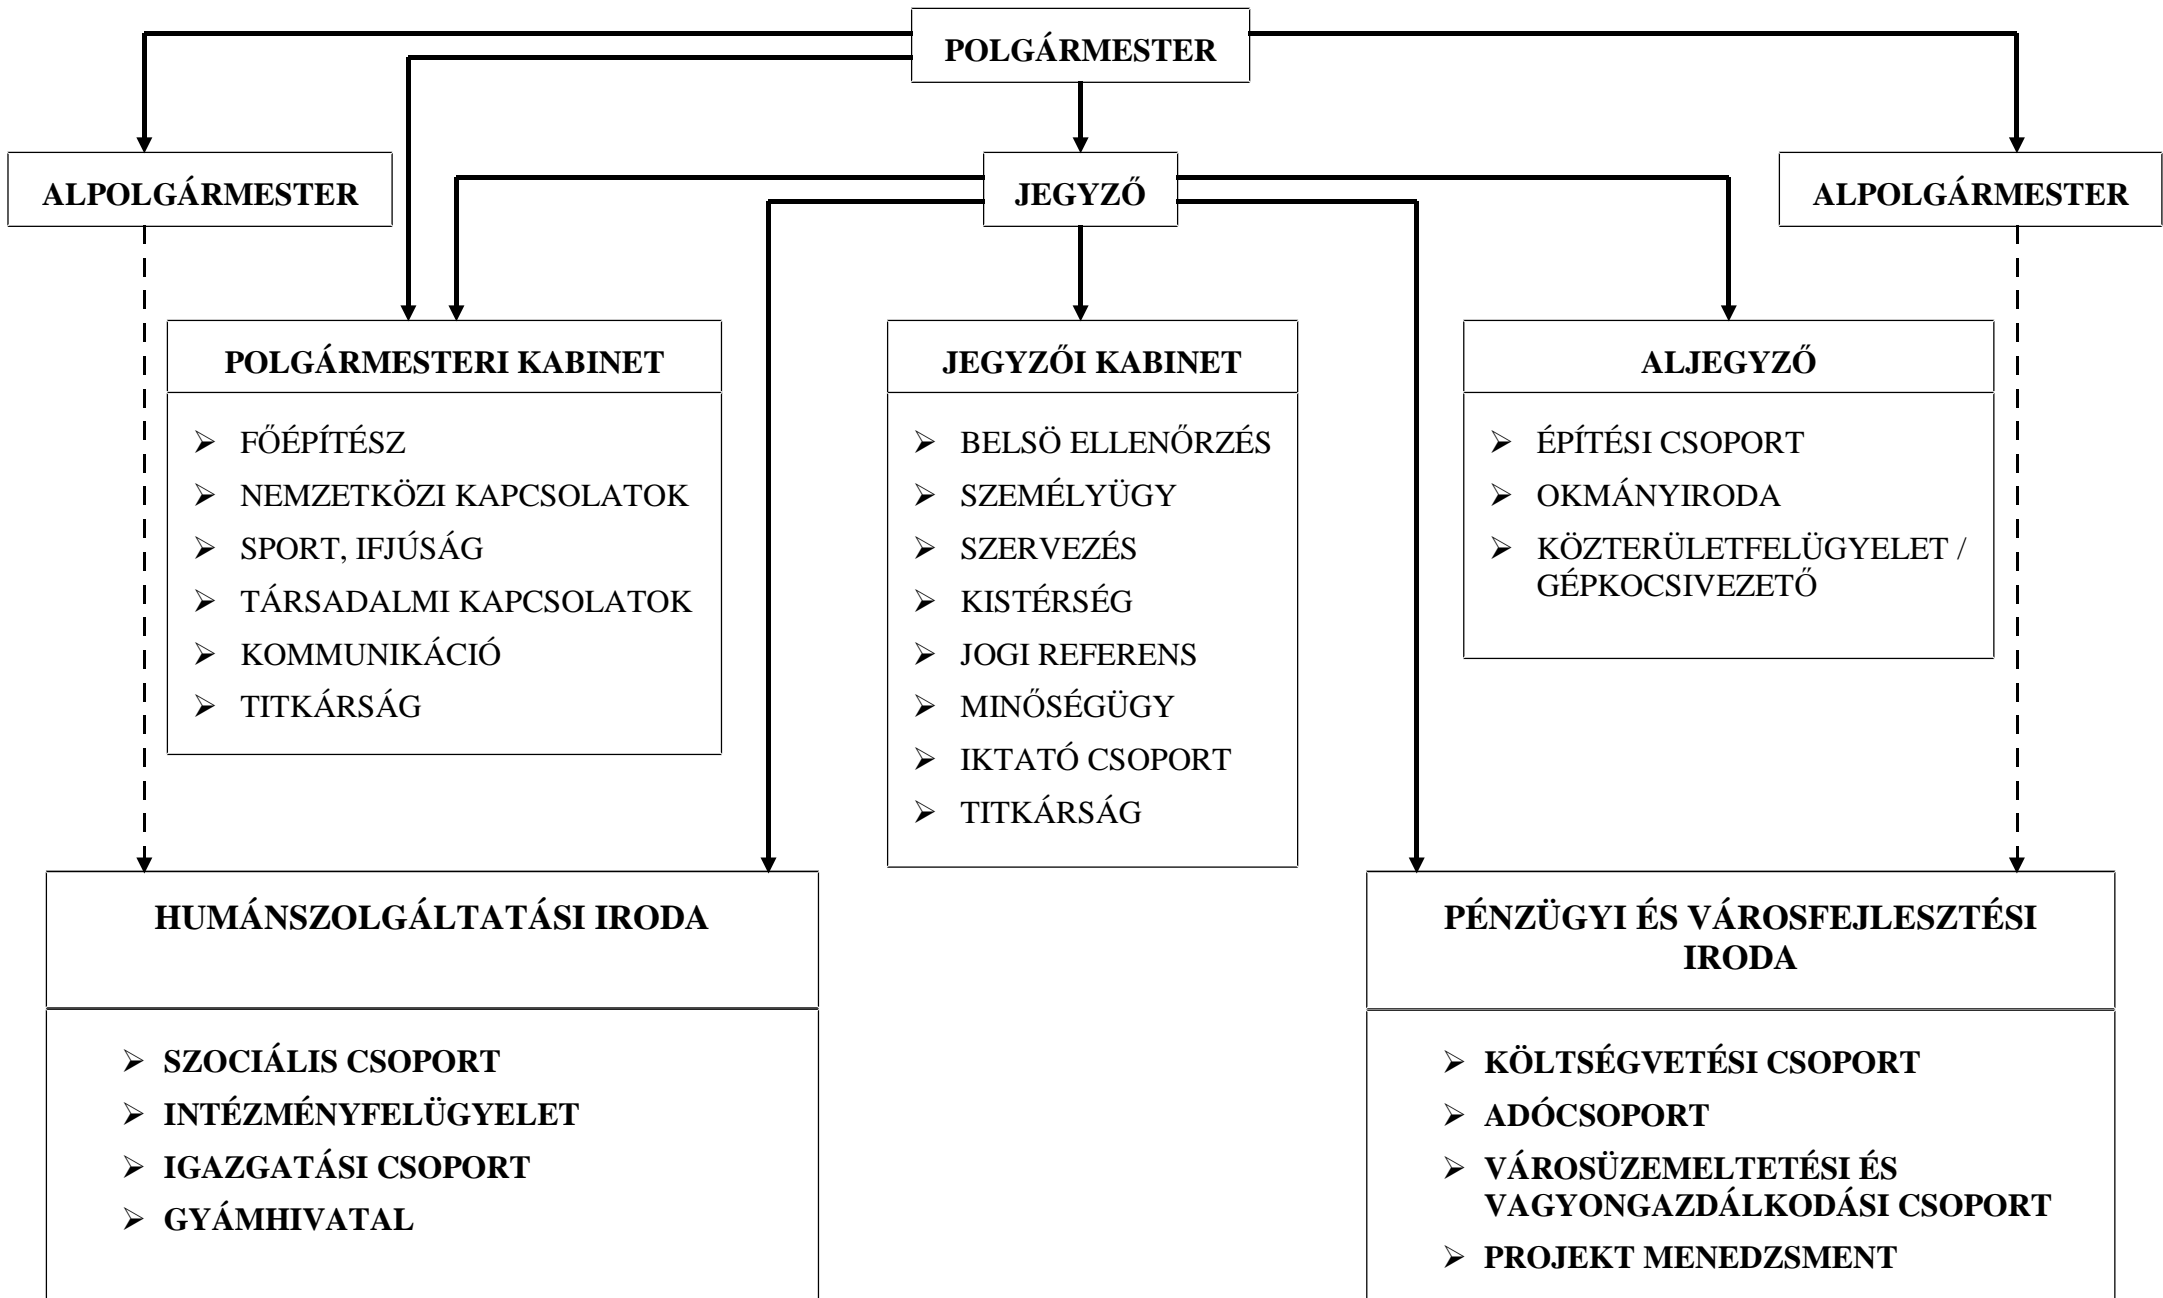 POLGÁRMESTER
ALPOLGÁRMESTER
JEGYZŐ
ALPOLGÁRMESTER
POLGÁRMESTERI KABINET
➢ FŐÉPÍTÉSZ
➢ NEMZETKÖZI KAPCSOLATOK
➢ SPORT, IFJÚSÁG
➢ TÁRSADALMI KAPCSOLATOK
➢ KOMMUNIKÁCIÓ
➢ TITKÁRSÁG
JEGYZŐI KABINET
➢ BELSÖ ELLENŐRZÉS
➢ SZEMÉLYÜGY
➢ SZERVEZÉS
➢ KISTÉRSÉG
➢ JOGI REFERENS
➢ MINŐSÉGÜGY
➢ IKTATÓ CSOPORT
➢ TITKÁRSÁG
ALJEGYZŐ
➢ ÉPÍTÉSI CSOPORT
➢ OKMÁNYIRODA
➢ KÖZTERÜLETFELÜGYELET /
GÉPKOCSIVEZETŐ
HUMÁNSZOLGÁLTATÁSI IRODA
➢ SZOCIÁLIS CSOPORT
➢ INTÉZMÉNYFELÜGYELET
➢ IGAZGATÁSI CSOPORT
➢ GYÁMHIVATAL
PÉNZÜGYI ÉS VÁROSFEJLESZTÉSI
IRODA
➢ KÖLTSÉGVETÉSI CSOPORT
➢ ADÓCSOPORT
➢ VÁROSÜZEMELTETÉSI ÉS
VAGYONGAZDÁLKODÁSI CSOPORT
➢ PROJEKT MENEDZSMENT